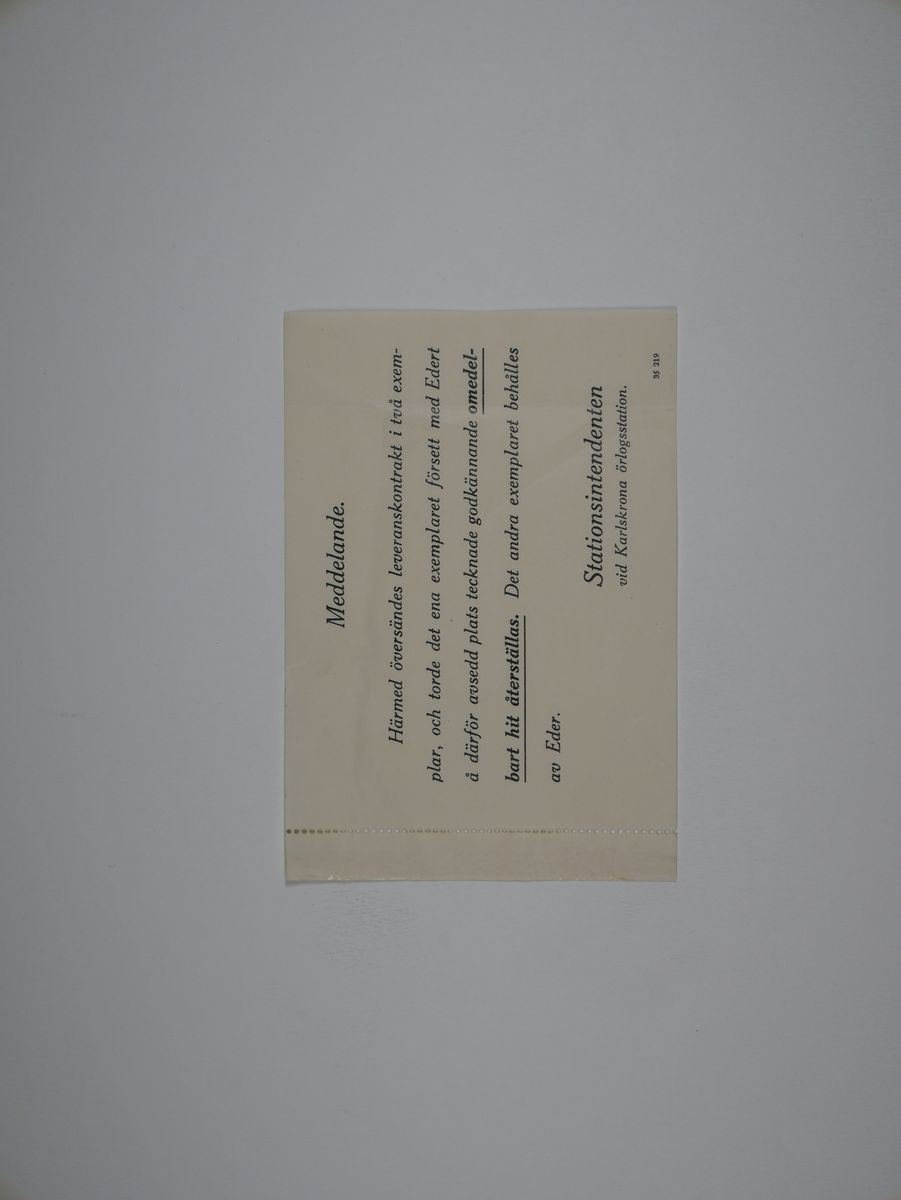 Meddelande.
Härmed översändes leveranskontrakt i två exem-
plar, och torde det ena exemplaret försett med Edert
å därför avsedd plats tecknade godkännande omedel-
bart hit återställas. Det andra exemplaret behålles
av Eder.
Stationsintendenten
vid Karlskrona örlogsstation.
35 219